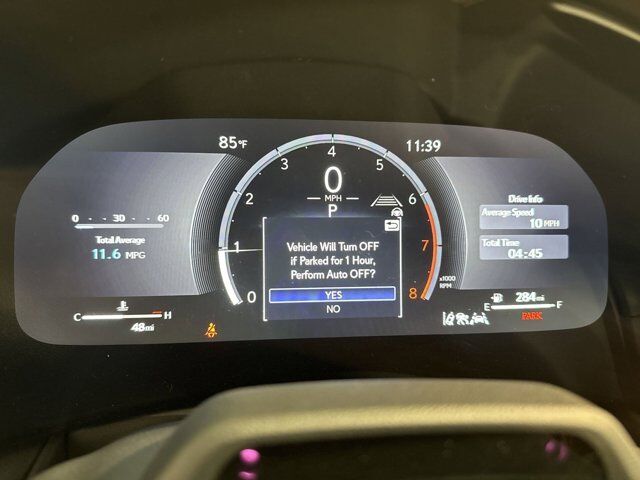 85°F
11:39
4
3
5
2
6
1
7
0
8
0
MPH
P
x1000
RPM
0 30 60
Total Average
11.6 MPG
C H
48mi
Vehicle Will Turn OFF
if Parked for 1 Hour,
Perform Auto OFF?
YES
NO
Drive Info
Average Speed
10 MPH
Total Time
04:45
284mi
E F
PARK